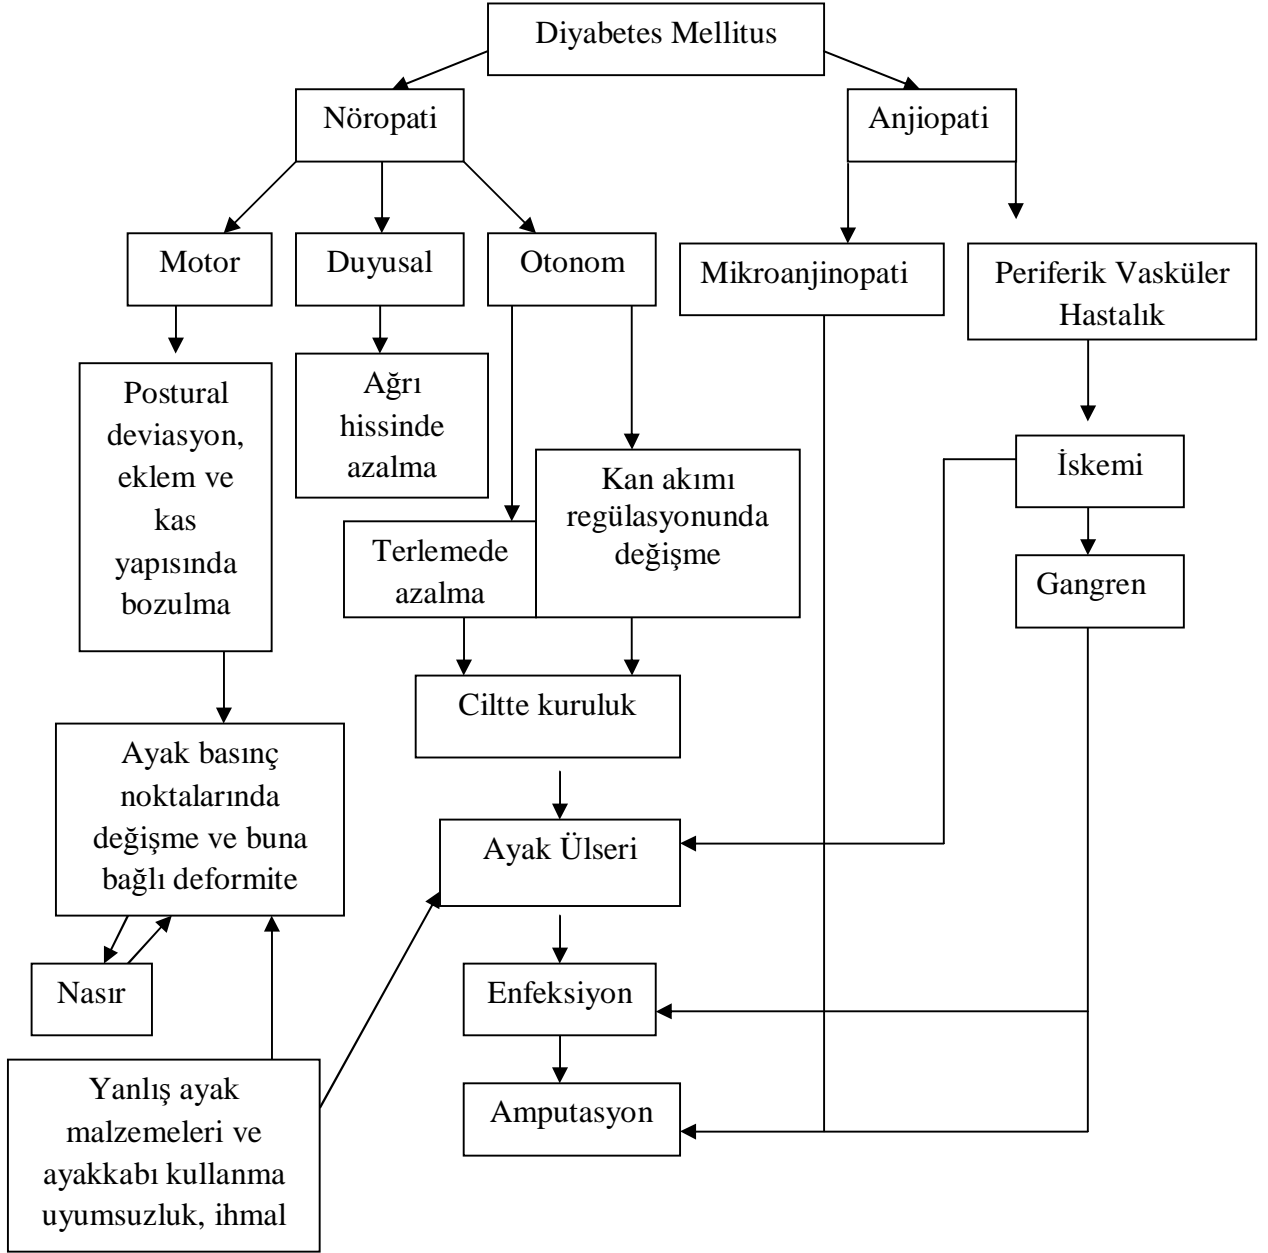 Diyabetes Mellitus
Nöropati
Anjiopati
Motor
Duyusal
Otonom
Mikroanjinopati
Periferik Vasküler
Hastalık
Postural
deviasyon,
eklem ve
kas
yapısında
bozulma
Ağrı
hissinde
azalma
Terlemede
azalma
Kan akımı
regülasyonunda
değişme
İskemi
Gangren
Ciltte kuruluk
Ayak basınç
noktalarında
değişme ve buna
bağlı deformite
Ayak Ülseri
Nasır
Enfeksiyon
Yanlış ayak
malzemeleri ve
ayakkabı kullanma
uyumsuzluk, ihmal
Amputasyon